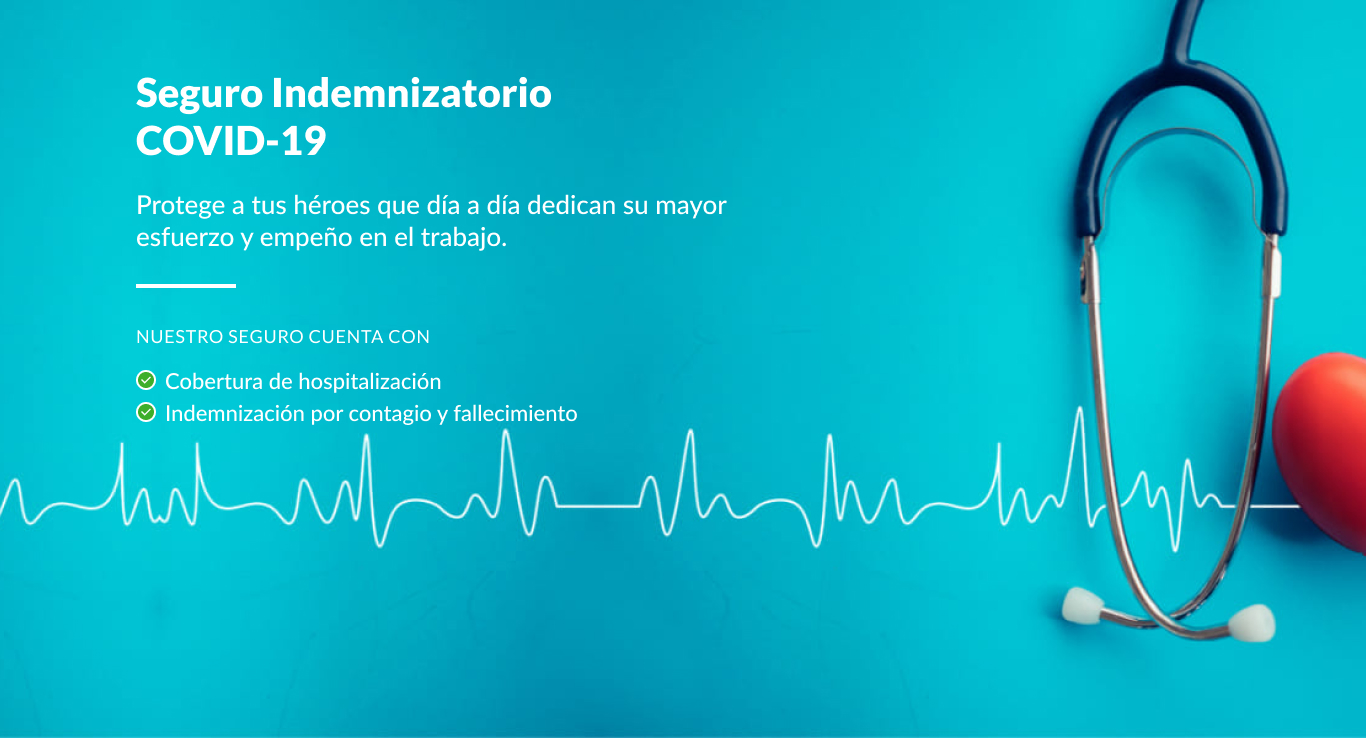 Seguro Indemnizatorio
COVID-19
Protege a tus héroes que día a día dedican su mayor
esfuerzo y empeño en el trabajo.
NUESTRO SEGURO CUENTA CON
Cobertura de hospitalización
Indemnización por contagio y fallecimiento